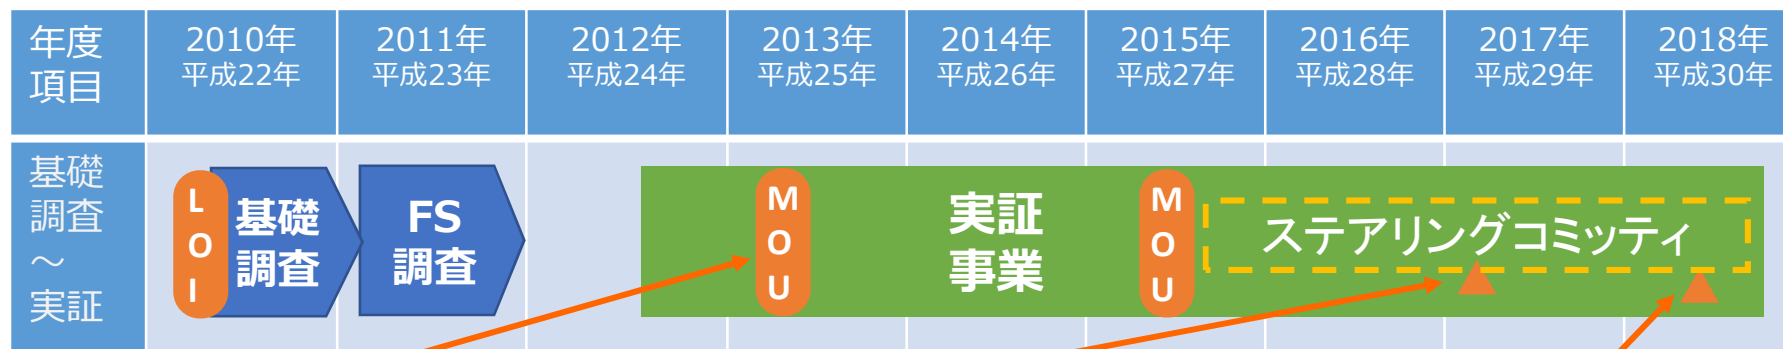 年度
項目
2010年
平成22年
2011年
平成23年
2012年
平成24年
2013年
平成25年
2014年
平成26年
2015年
平成27年
2016年
平成28年
2017年
平成29年
2018年
平成30年
基礎
調査
～
実証
LOI
基礎
調査
FS
調査
MOU
実証
事業
MOU
ステアリングコミッティ